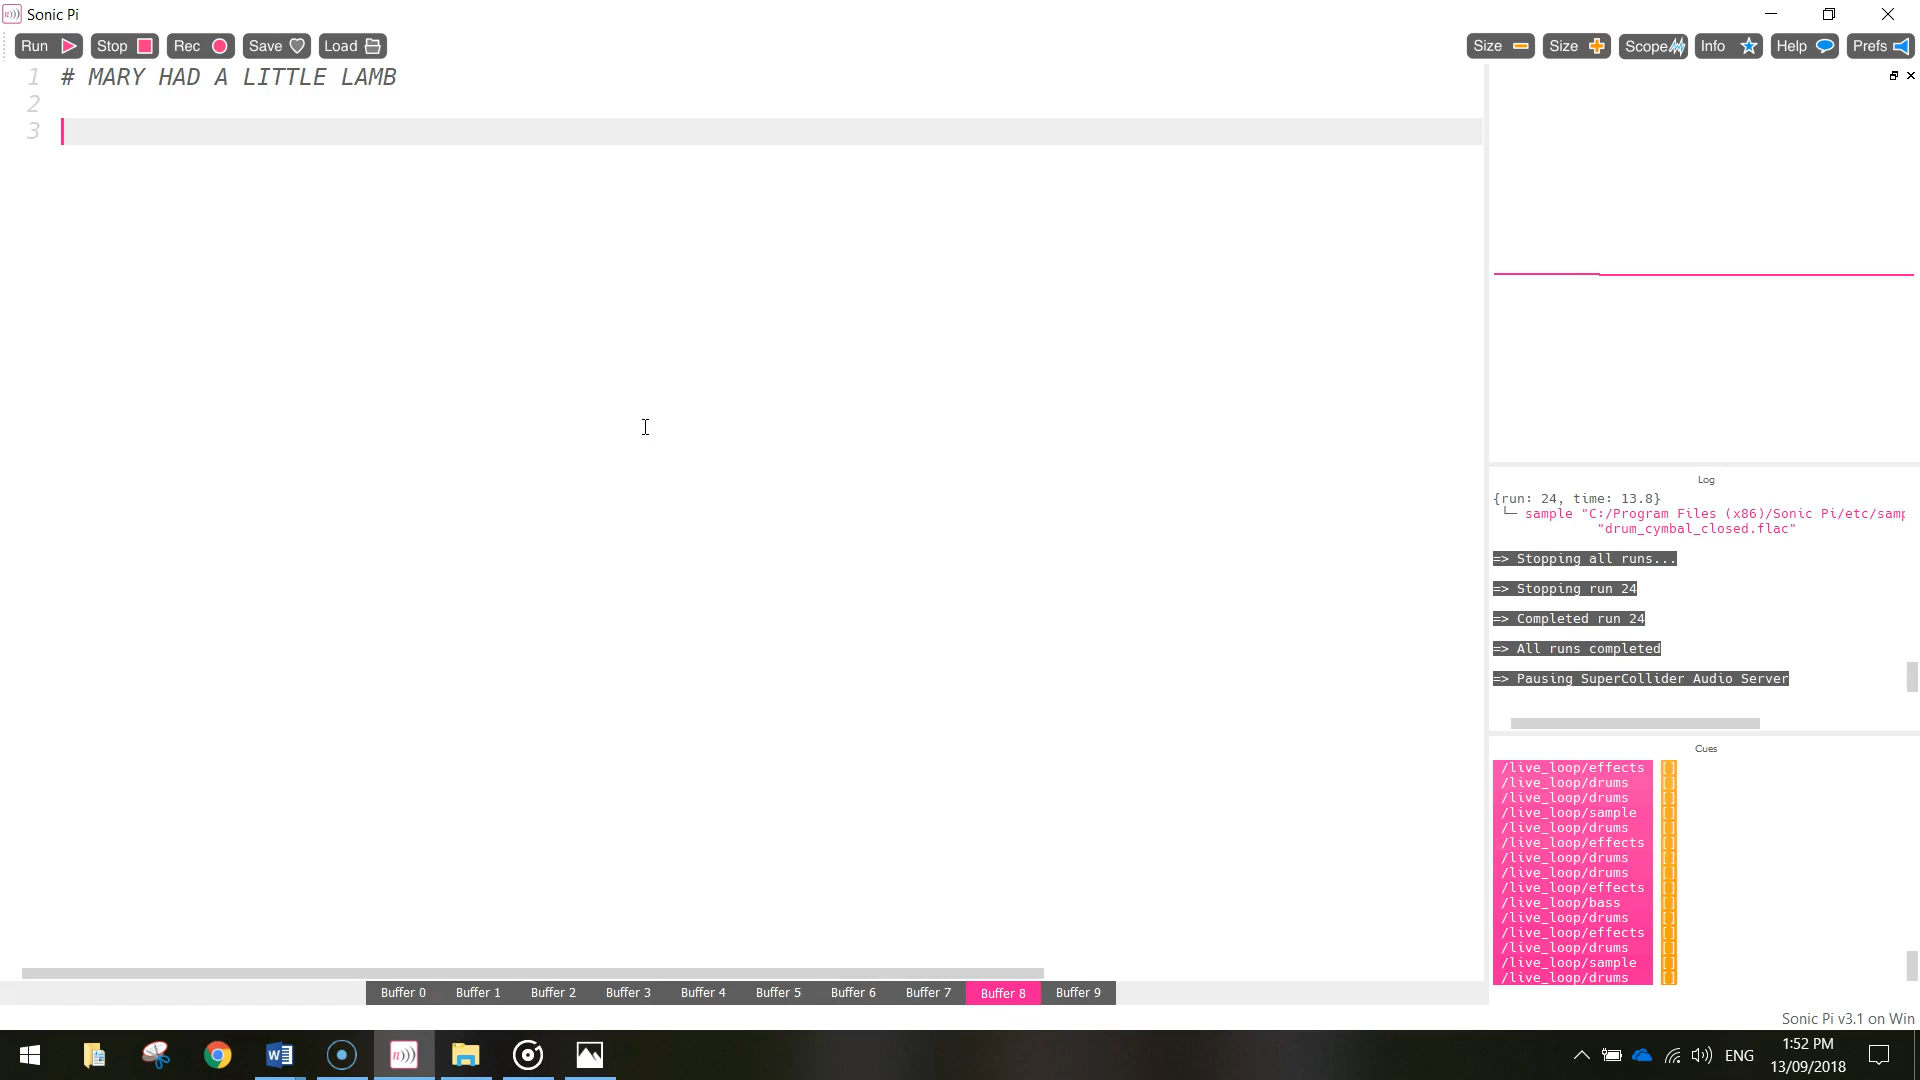 Sonic Pi
Run Stop Rec Save Load Size Size Scope Info Help Prefs
1 # MARY HAD A LITTLE LAMB
2
3
Log
{run: 24, time: 13.8}
└─ sample "C:/Program Files (x86)/Sonic Pi/etc/samp
"drum_cymbal_closed.flac"
=> Stopping all runs...
=> Stopping run 24
=> Completed run 24
=> All runs completed
=> Pausing SuperCollider Audio Server
Cues
/live_loop/effects []
/live_loop/drums []
/live_loop/drums []
/live_loop/sample []
/live_loop/drums []
/live_loop/effects []
/live_loop/drums []
/live_loop/drums []
/live_loop/effects []
/live_loop/bass []
/live_loop/drums []
/live_loop/effects []
/live_loop/drums []
/live_loop/sample []
/live_loop/drums []
Buffer 0 Buffer 1 Buffer 2 Buffer 3 Buffer 4 Buffer 5 Buffer 6 Buffer 7 Buffer 8 Buffer 9
Sonic Pi v3.1 on Win
ENG
1:52 PM
13/09/2018